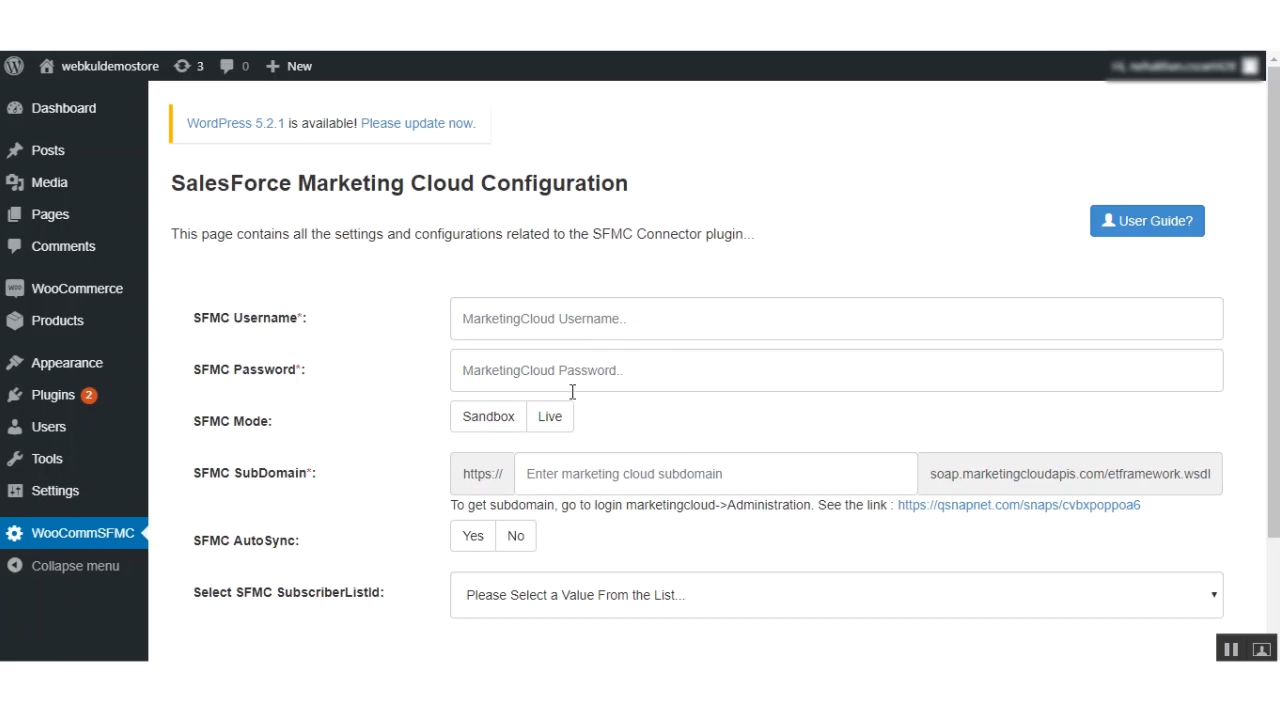 webkuldemostore 3 0 New
Dashboard
Posts
Media
Pages
Comments
WooCommerce
Products
Appearance
Plugins 2
Users
Tools
Settings
WooCommSFMC
Collapse menu
WordPress 5.2.1 is available! Please update now.
SalesForce Marketing Cloud Configuration
User Guide?
This page contains all the settings and configurations related to the SFMC Connector plugin...
SFMC Username*: MarketingCloud Username..
SFMC Password*: MarketingCloud Password..
SFMC Mode: Sandbox Live
SFMC SubDomain*: https:// Enter marketing cloud subdomain soap.marketingcloudapis.com/etframework.wsdl
To get subdomain, go to login marketingcloud->Administration. See the link : https://qsnapnet.com/snaps/cvbxpoppoa6
SFMC AutoSync: Yes No
Select SFMC SubscriberListId: Please Select a Value From the List...